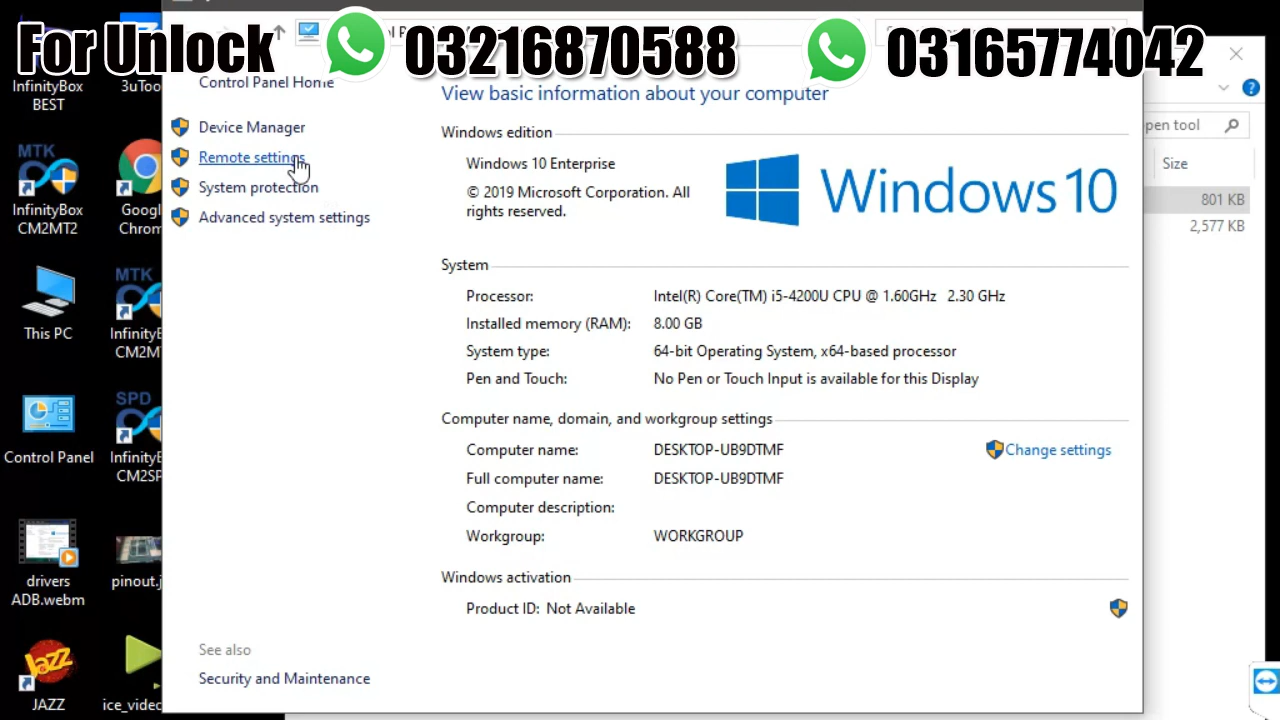 For Unlock
03216870588
03165774042
InfinityBox
BEST
3uToo
MTK
InfinityBox
CM2MT2
Googl
Chrom
This PC
MTK
InfinityB
CM2M
Control Panel
SPD
InfinityB
CM2SP
drivers
ADB.webm
pinout.j
Jazz
JAZZ
ice_video
Control Panel Home
Device Manager
Remote settings
System protection
Advanced system settings
See also
Security and Maintenance
View basic information about your computer
Windows edition
Windows 10 Enterprise
© 2019 Microsoft Corporation. All
rights reserved.
Windows 10
System
Processor: Intel(R) Core(TM) i5-4200U CPU @ 1.60GHz 2.30 GHz
Installed memory (RAM): 8.00 GB
System type: 64-bit Operating System, x64-based processor
Pen and Touch: No Pen or Touch Input is available for this Display
Computer name, domain, and workgroup settings
Computer name: DESKTOP-UB9DTMF
Change settings
Full computer name: DESKTOP-UB9DTMF
Computer description:
Workgroup: WORKGROUP
Windows activation
Product ID: Not Available
pen tool
Size
801 KB
2,577 KB